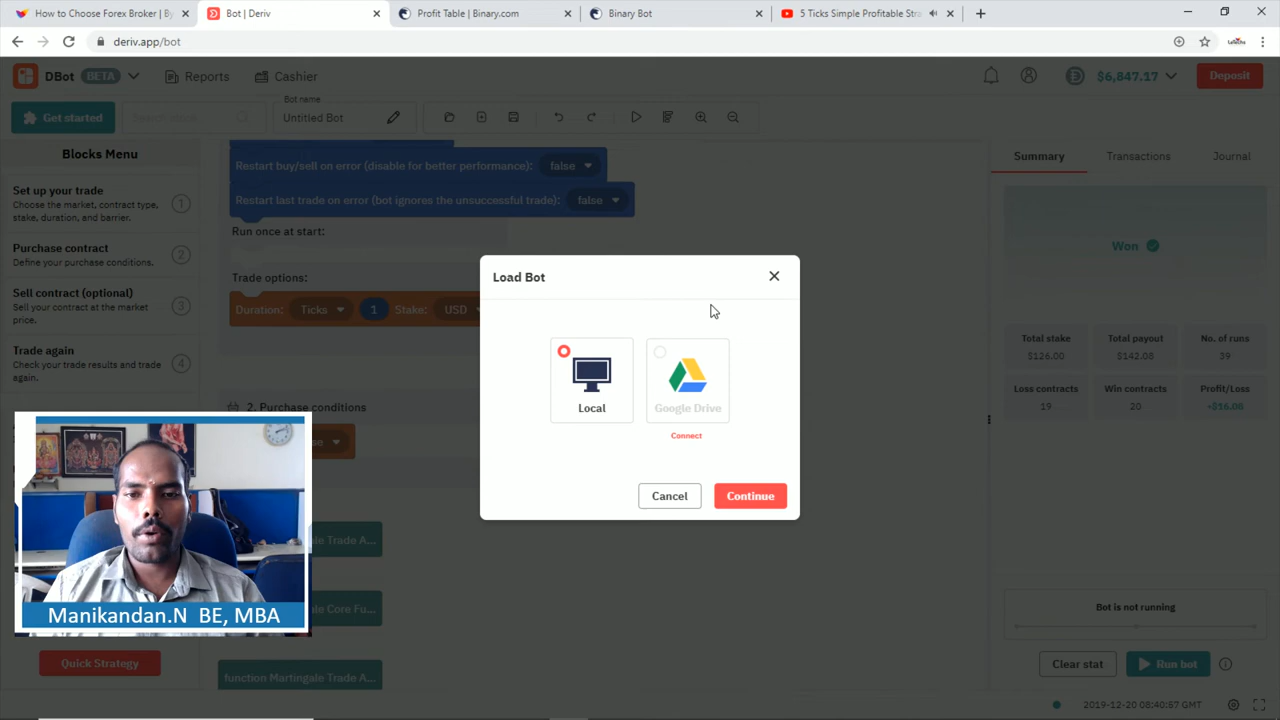 How to Choose Forex Broker | By
Bot | Deriv
Profit Table | Binary.com
Binary Bot
5 Ticks Simple Profitable Stra
deriv.app/bot
DBot
BETA
Reports
Cashier
$6,847.17
Deposit
Get started
Bot name
Untitled Bot
Blocks Menu
Set up your trade
Choose the market, contract type,
stake, duration, and barrier.
1
Purchase contract
Define your purchase conditions.
2
Sell contract (optional)
Sell your contract at the market
price.
3
Trade again
Check your trade results and trade
again.
4
Quick Strategy
Restart buy/sell on error (disable for better performance): false
Restart last trade on error (bot ignores the unsuccessful trade): false
Run once at start:
Trade options:
Duration: Ticks 1 Stake: USD
2. Purchase conditions
function Martingale Trade A...
Load Bot
Local
Google Drive
Connect
Cancel
Continue
Summary
Transactions
Journal
Won
Total stake
$126.00
Total payout
$142.08
No. of runs
39
Loss contracts
19
Win contracts
20
Profit/Loss
-$16.08
Bot is not running
Clear stat
Run bot
2019-12-20 08:40:57 GMT
Manikandan.N BE, MBA